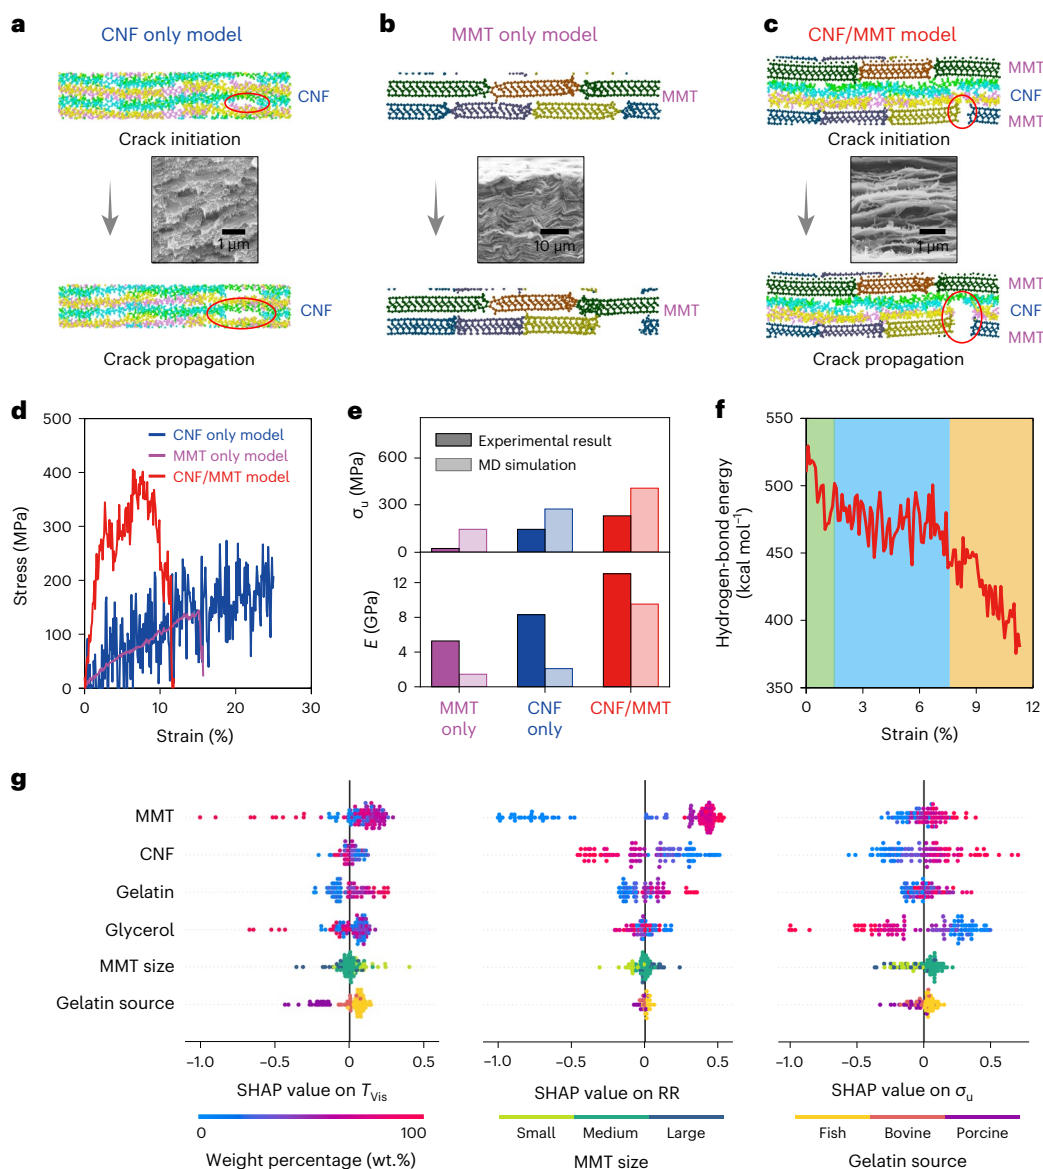 a
CNF only model
CNF
Crack initiation
1 μm
CNF
Crack propagation
b
MMT only model
MMT
10 μm
MMT
c
CNF/MMT model
MMT
CNF
MMT
Crack initiation
1 μm
MMT
CNF
MMT
Crack propagation
d
500
400
300
200
100
0
Stress (MPa)
CNF only model
MMT only model
CNF/MMT model
0 10 20 30
Strain (%)
e
Experimental result
MD simulation
600
300
0
σu (MPa)
12
8
4
0
E (GPa)
MMT only
CNF only
CNF/MMT
f
550
500
450
400
350
Hydrogen-bond energy
(kcal mol−1)
0 3 6 9 12
Strain (%)
g
MMT
CNF
Gelatin
Glycerol
MMT size
Gelatin source
−1.0 −0.5 0 0.5
SHAP value on TVis
0 100
Weight percentage (wt.%)
−1.0 −0.5 0 0.5
SHAP value on RR
Small Medium Large
MMT size
−1.0 −0.5 0 0.5
SHAP value on σu
Fish Bovine Porcine
Gelatin source